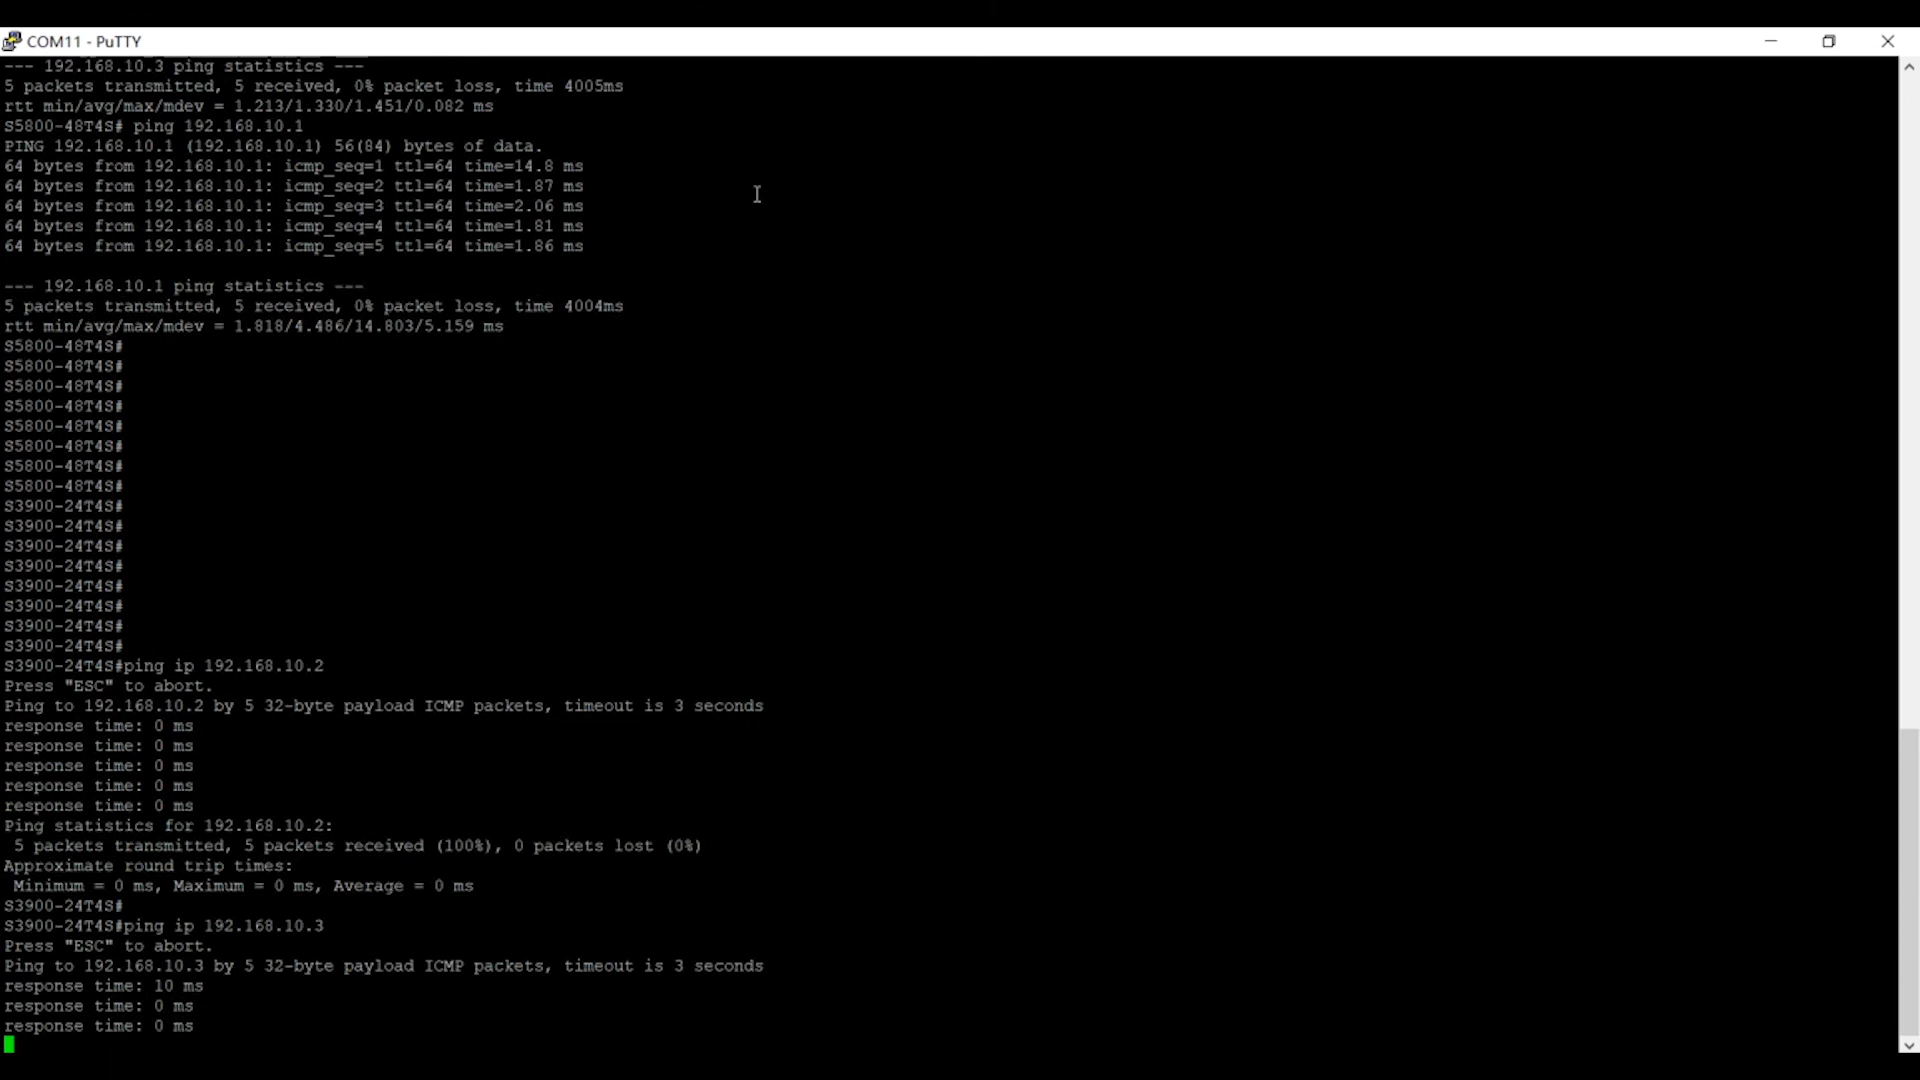 COM11 - PuTTY
--- 192.168.10.3 ping statistics ---
5 packets transmitted, 5 received, 0% packet loss, time 4005ms
rtt min/avg/max/mdev = 1.213/1.330/1.451/0.082 ms
S5800-48T4S# ping 192.168.10.1
PING 192.168.10.1 (192.168.10.1) 56(84) bytes of data.
64 bytes from 192.168.10.1: icmp_seq=1 ttl=64 time=14.8 ms
64 bytes from 192.168.10.1: icmp_seq=2 ttl=64 time=1.87 ms
64 bytes from 192.168.10.1: icmp_seq=3 ttl=64 time=2.06 ms
64 bytes from 192.168.10.1: icmp_seq=4 ttl=64 time=1.81 ms
64 bytes from 192.168.10.1: icmp_seq=5 ttl=64 time=1.86 ms
--- 192.168.10.1 ping statistics ---
5 packets transmitted, 5 received, 0% packet loss, time 4004ms
rtt min/avg/max/mdev = 1.818/4.486/14.803/5.159 ms
S5800-48T4S#
S5800-48T4S#
S5800-48T4S#
S5800-48T4S#
S5800-48T4S#
S5800-48T4S#
S5800-48T4S#
S5800-48T4S#
S3900-24T4S#
S3900-24T4S#
S3900-24T4S#
S3900-24T4S#
S3900-24T4S#
S3900-24T4S#
S3900-24T4S#
S3900-24T4S#
S3900-24T4S#ping ip 192.168.10.2
Press "ESC" to abort.
Ping to 192.168.10.2 by 5 32-byte payload ICMP packets, timeout is 3 seconds
response time: 0 ms
response time: 0 ms
response time: 0 ms
response time: 0 ms
response time: 0 ms
Ping statistics for 192.168.10.2:
5 packets transmitted, 5 packets received (100%), 0 packets lost (0%)
Approximate round trip times:
Minimum = 0 ms, Maximum = 0 ms, Average = 0 ms
S3900-24T4S#
S3900-24T4S#ping ip 192.168.10.3
Press "ESC" to abort.
Ping to 192.168.10.3 by 5 32-byte payload ICMP packets, timeout is 3 seconds
response time: 10 ms
response time: 0 ms
response time: 0 ms